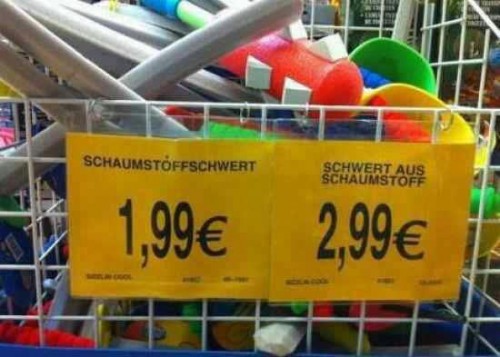 SCHAUMSTOFFSCHWERT
1,99€
SCHWERT AUS
SCHAUMSTOFF
2,99€